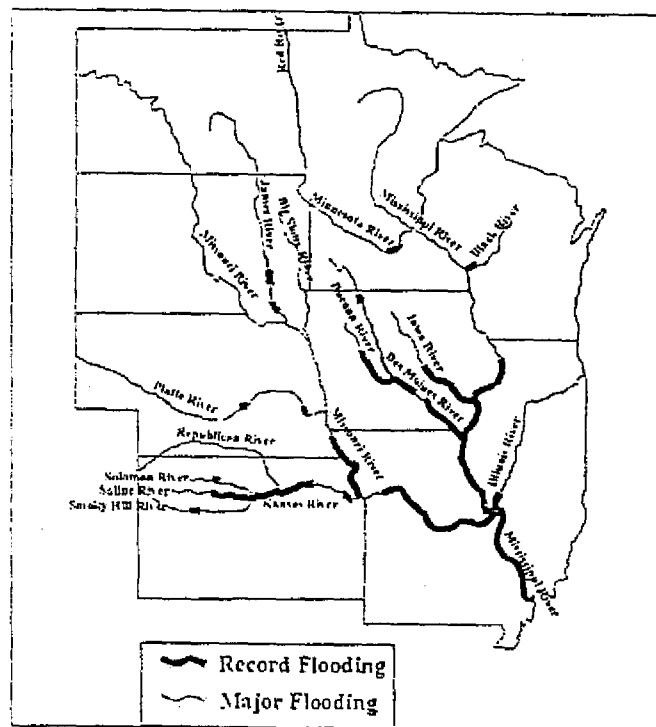 Red River
Minnesota River
Mississippi River
Black River
James River
Big Sioux River
Missouri River
Raccoon River
Iowa River
Des Moines River
Platte River
Missouri River
Republican River
Illinois River
Solomon River
Saline River
Smoky Hill River
Kansas River
Mississippi River
Record Flooding
Major Flooding